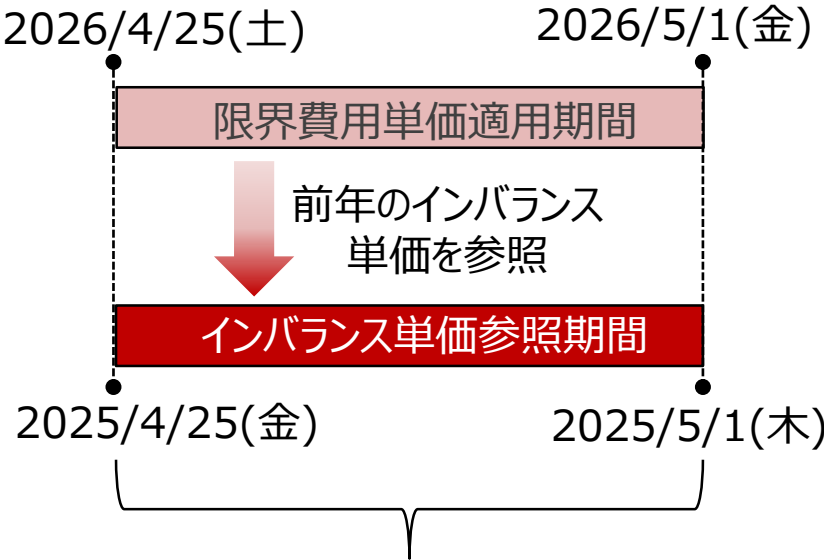 2026/4/25(土)
2026/5/1(金)
限界費用単価適用期間
前年のインバランス
単価を参照
インバランス単価参照期間
2025/4/25(金)
2025/5/1(木)